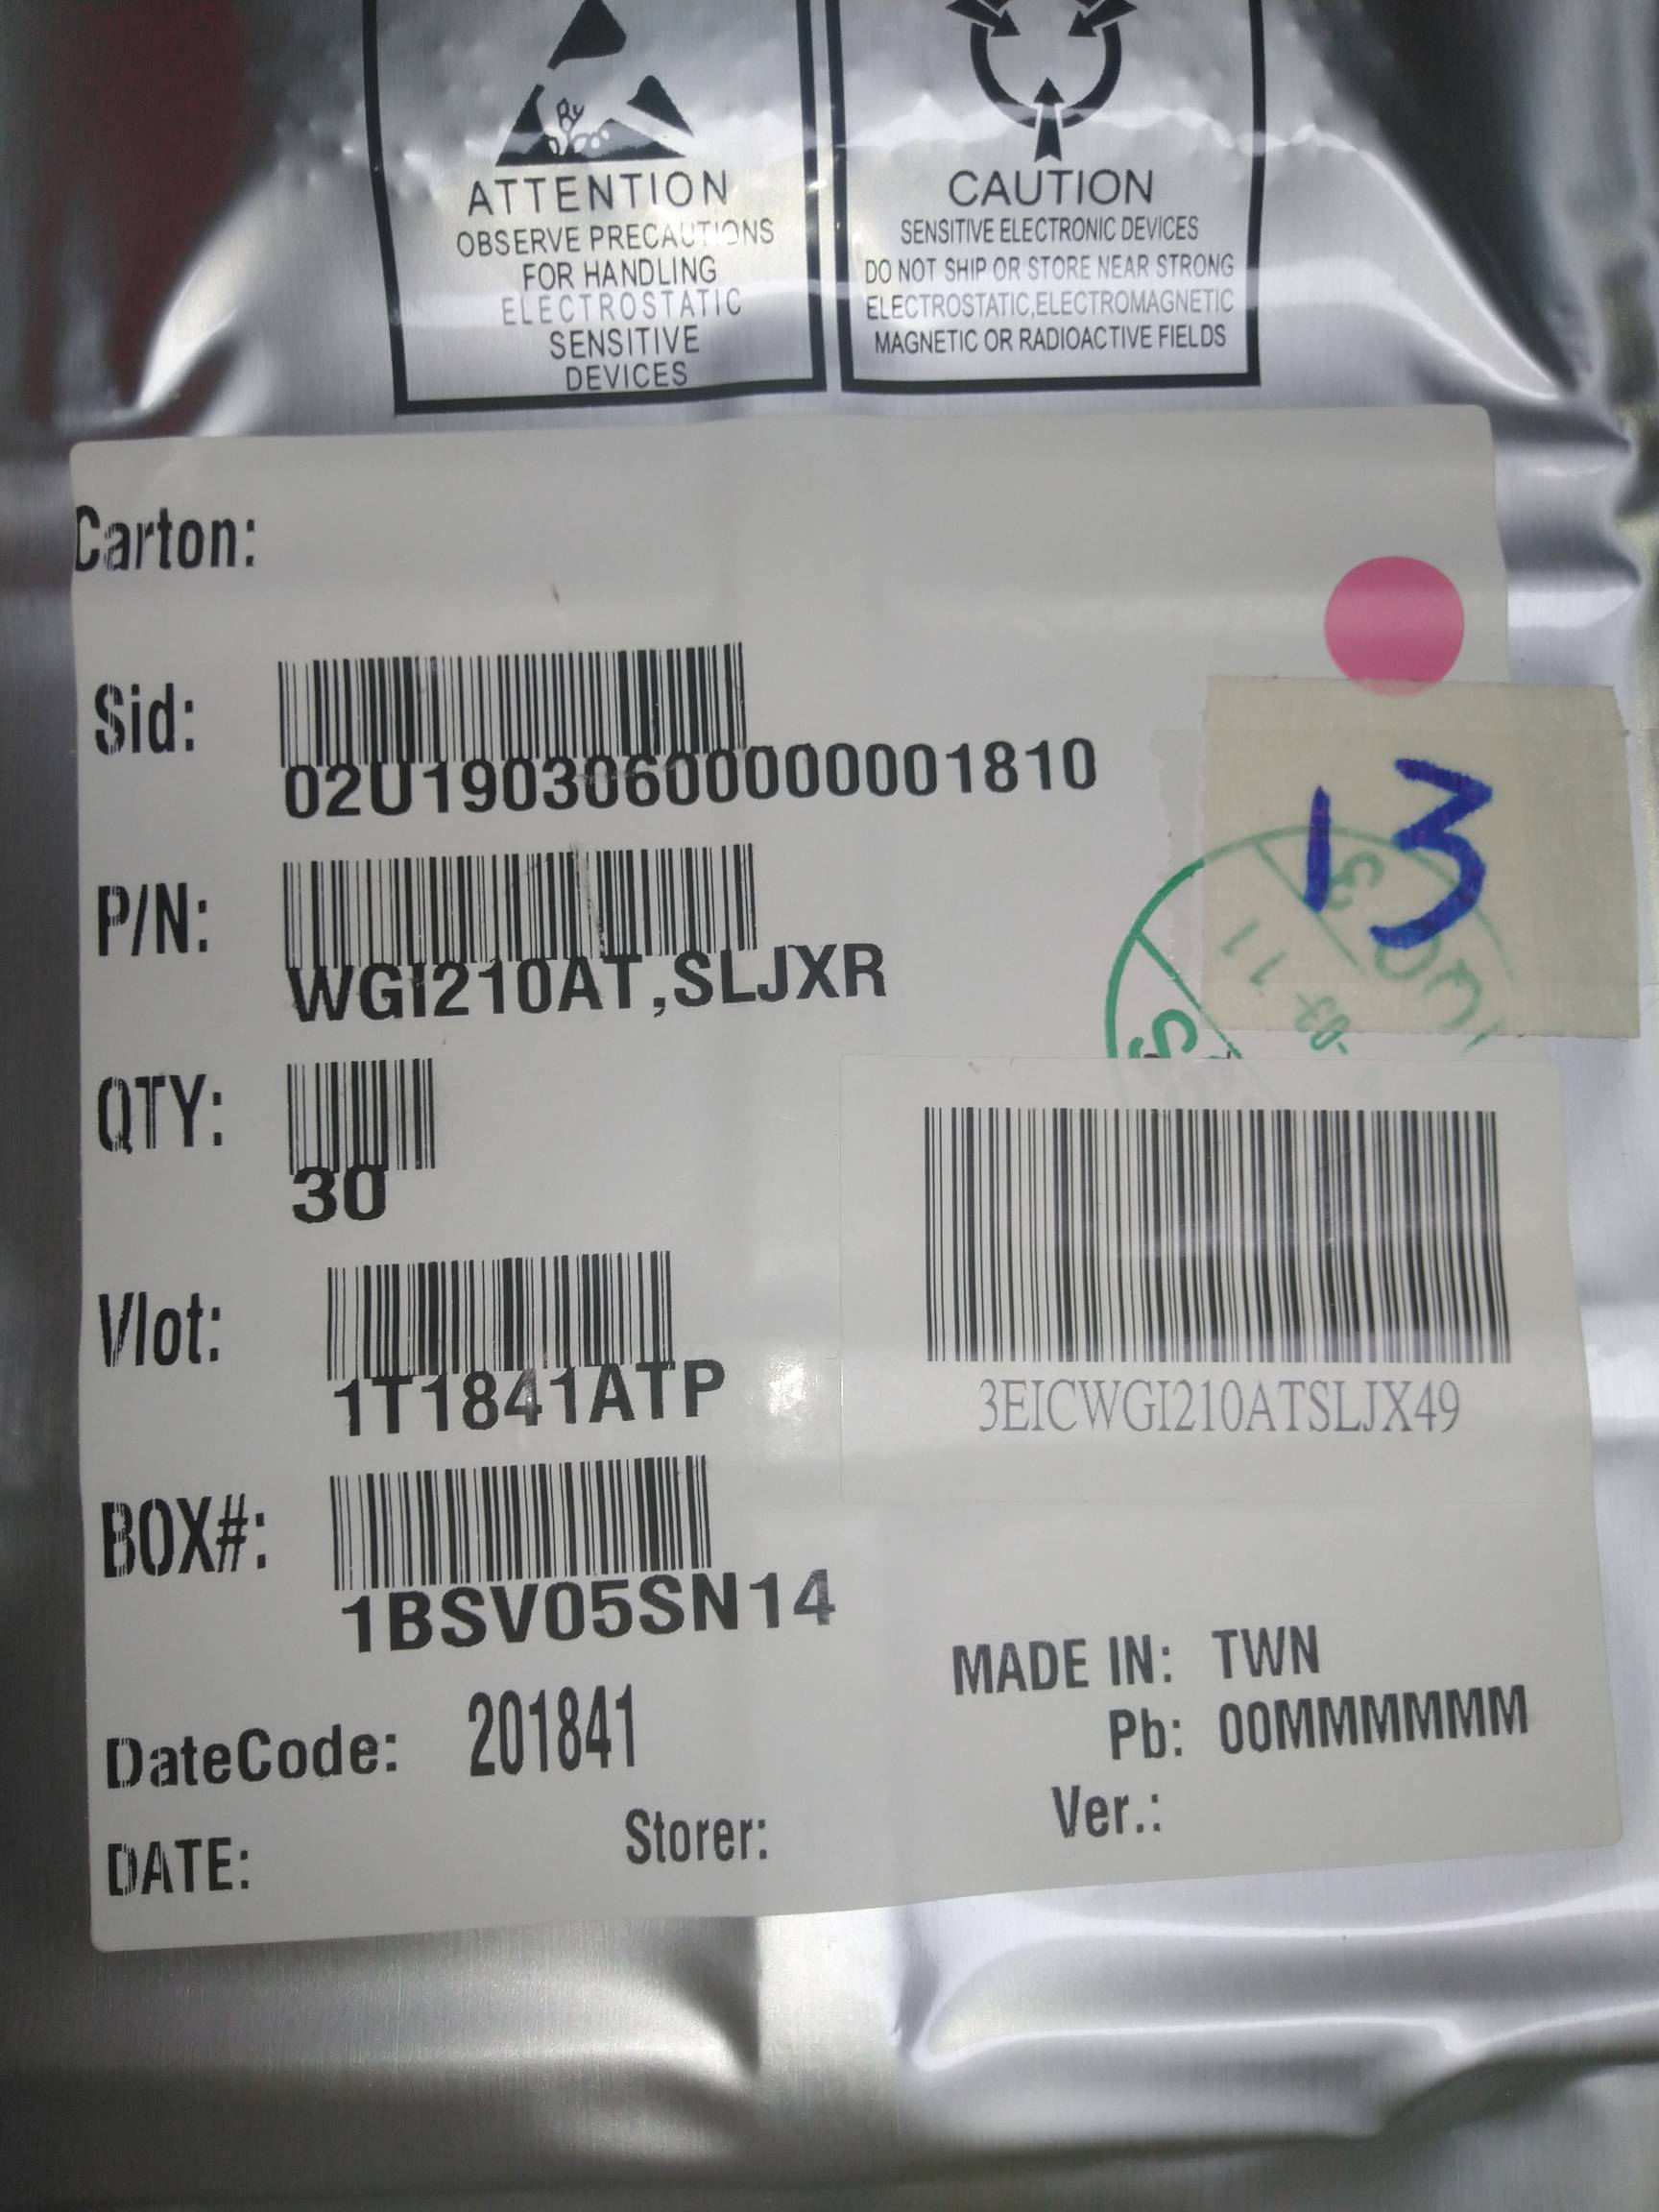 ATTENTION
OBSERVE PRECAUTIONS
FOR HANDLING
ELECTROSTATIC
SENSITIVE
DEVICES
CAUTION
SENSITIVE ELECTRONIC DEVICES
DO NOT SHIP OR STORE NEAR STRONG
ELECTROSTATIC,ELECTROMAGNETIC
MAGNETIC OR RADIOACTIVE FIELDS
Carton:
Sid:
02U19030600000001810
13
P/N:
WGI210AT,SLJXR
QTY:
30
Vlot:
1T1841ATP
3EICWGI210ATSLJX49
BOX#:
1BSV05SN14
MADE IN: TWN
DateCode: 201841
Pb: 00MMMMMM
Storer:
Ver.:
DATE: